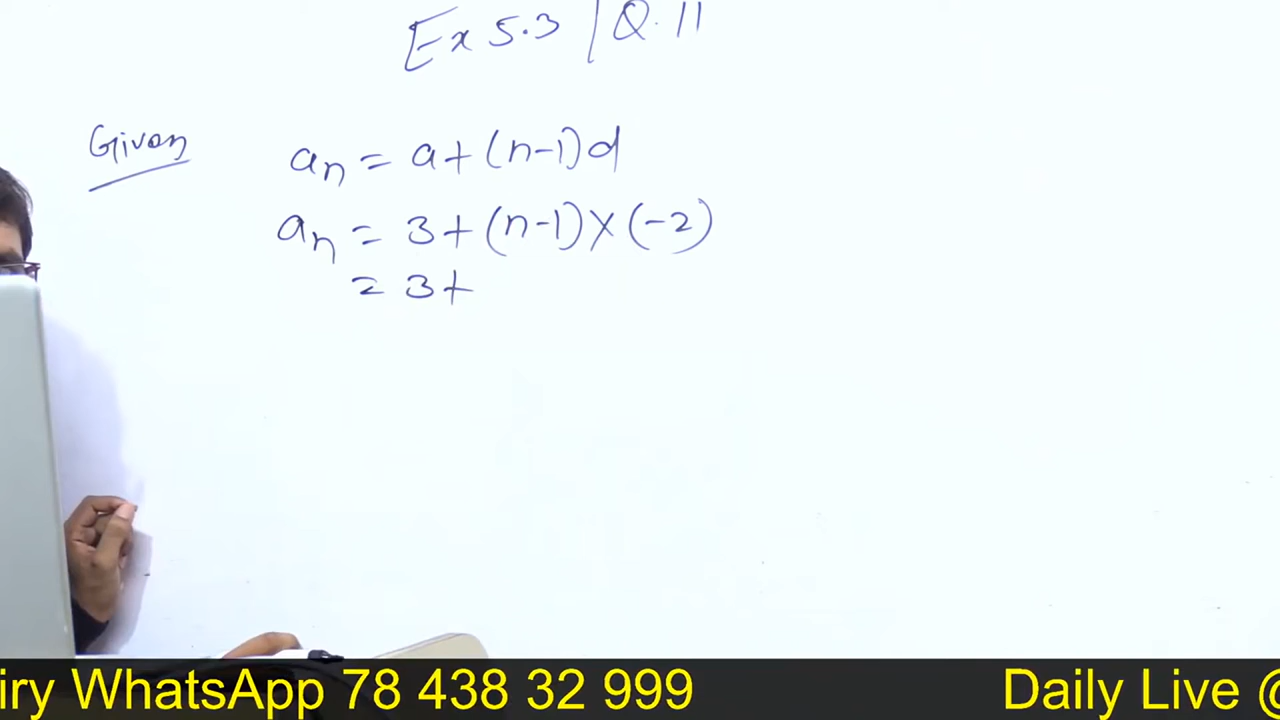 Ex 5.3 / Q.11
Given
an = a + (n-1)d
an = 3 + (n-1) × (-2)
= 3 +
iry WhatsApp 78 438 32 999 Daily Live @